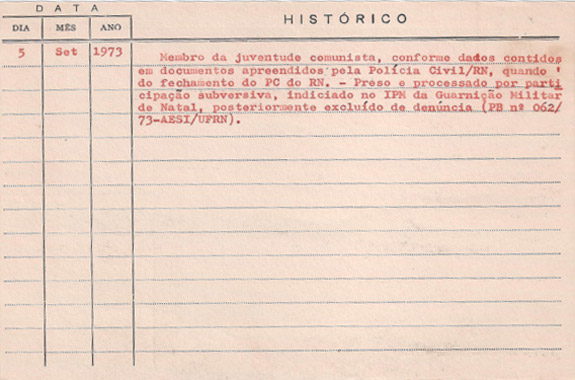 DATA
HISTÓRICO
DIA MÊS ANO
5 Set 1973
Membro da juventude comunista, conforme dados contidos
em documentos apreendidos pela Polícia Civil/RN, quando '
do fechamento do PC do RN. - Preso e processado por parti
cipação subversiva, indiciado no IPM da Guarnição Militar
de Natal, posteriormente excluído de denúncia (PB nº 062/
73-AESI/UFRN).